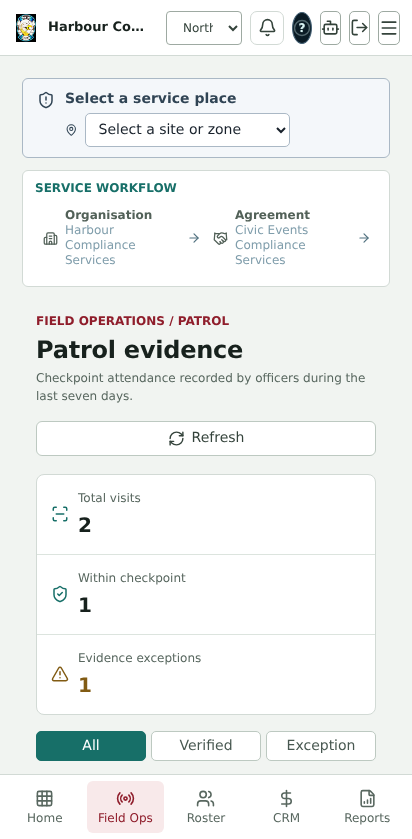 Harbour Co...
North
?
Select a service place
Select a site or zone
SERVICE WORKFLOW
Organisation
Harbour
Compliance
Services
Agreement
Civic Events
Compliance
Services
FIELD OPERATIONS / PATROL
Patrol evidence
Checkpoint attendance recorded by officers during the
last seven days.
Refresh
Total visits
2
Within checkpoint
1
Evidence exceptions
1
All
Verified
Exception
Home
Field Ops
Roster
CRM
Reports